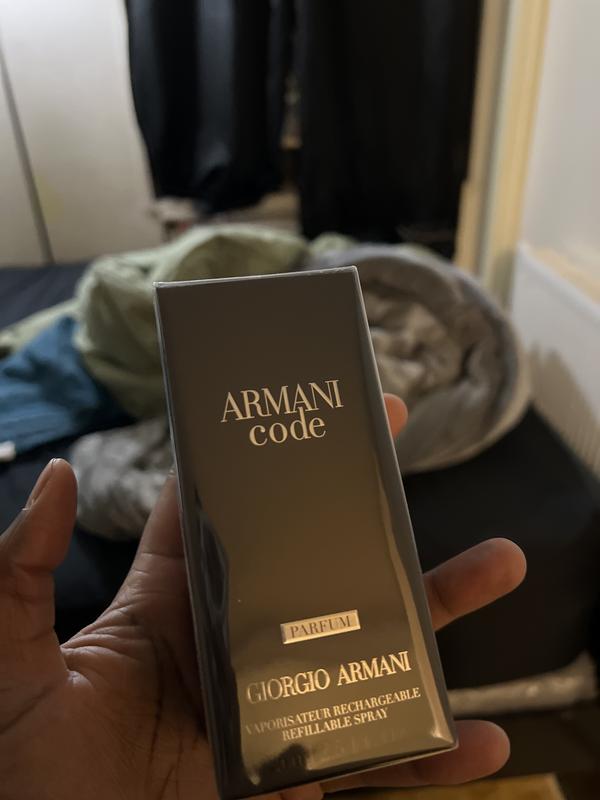 ARMANI
code
PARFUM
GIORGIO ARMANI
VAPORISATEUR RECHARGEABLE
REFILLABLE SPRAY